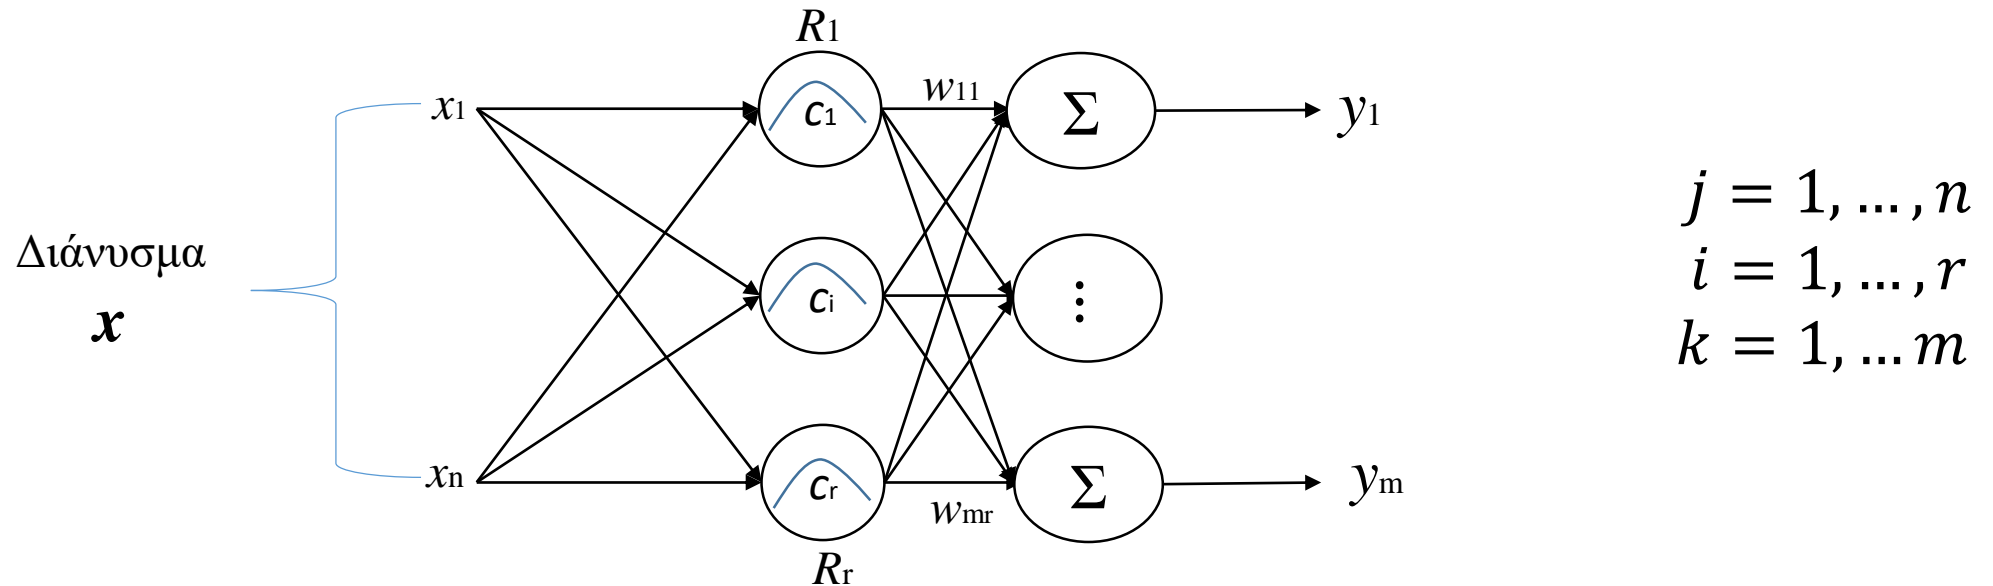 R1
w11
x1
c1
Σ
y1
j = 1, … , n
Διάνυσμα
x
ci
⋮
i = 1, … , r
k = 1, … m
xn
cr
Σ
ym
wmr
Rr